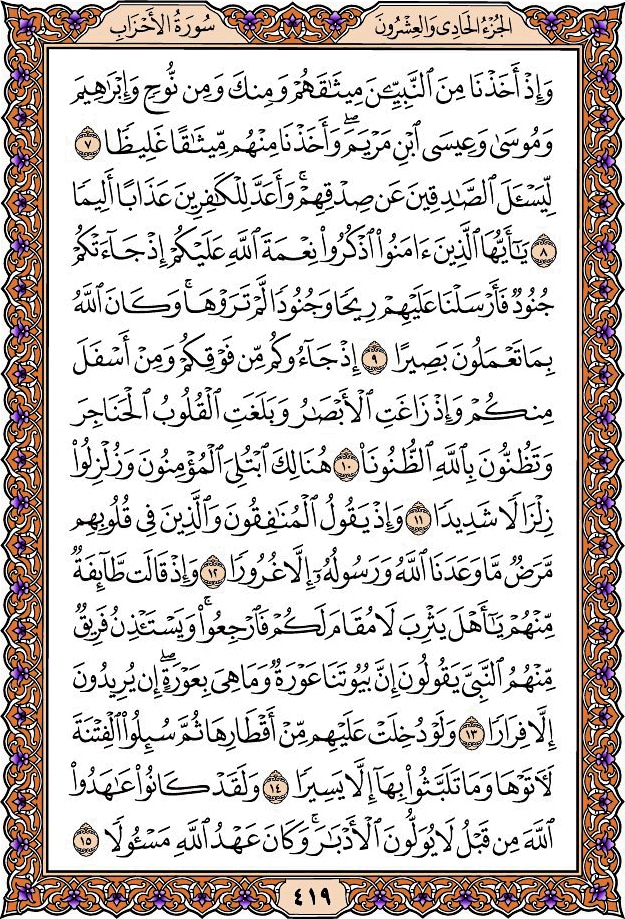 الجُزْءُ الحَادِى وَالعِشْرُونَ
سُورَةُ الأَحْزَابِ
وَإِذْ أَخَذْنَا مِنَ ٱلنَّبِيِّـۧنَ مِيثَٰقَهُمْ وَمِنكَ وَمِن نُّوحٍ وَإِبْرَٰهِيمَ
وَمُوسَىٰ وَعِيسَى ٱبْنِ مَرْيَمَۖ وَأَخَذْنَا مِنْهُم مِّيثَٰقًا غَلِيظًا ٧
لِّيَسْـَٔلَ ٱلصَّٰدِقِينَ عَن صِدْقِهِمْۚ وَأَعَدَّ لِلْكَٰفِرِينَ عَذَابًا أَلِيمًا
٨ يَٰٓأَيُّهَا ٱلَّذِينَ ءَامَنُوا۟ ٱذْكُرُوا۟ نِعْمَةَ ٱللَّهِ عَلَيْكُمْ إِذْ جَآءَتْكُمْ
جُنُودٌ فَأَرْسَلْنَا عَلَيْهِمْ رِيحًا وَجُنُودًا لَّمْ تَرَوْهَاۚ وَكَانَ ٱللَّهُ
بِمَا تَعْمَلُونَ بَصِيرًا ٩ إِذْ جَآءُوكُم مِّن فَوْقِكُمْ وَمِنْ أَسْفَلَ
مِنكُمْ وَإِذْ زَاغَتِ ٱلْأَبْصَٰرُ وَبَلَغَتِ ٱلْقُلُوبُ ٱلْحَنَاجِرَ
وَتَظُنُّونَ بِٱللَّهِ ٱلظُّنُونَا۠ ١٠ هُنَالِكَ ٱبْتُلِىَ ٱلْمُؤْمِنُونَ وَزُلْزِلُوا۟
زِلْزَالًا شَدِيدًا ١١ وَإِذْ يَقُولُ ٱلْمُنَٰفِقُونَ وَٱلَّذِينَ فِى قُلُوبِهِم
مَّرَضٌ مَّا وَعَدَنَا ٱللَّهُ وَرَسُولُهُۥٓ إِلَّا غُرُورًا ١٢ وَإِذْ قَالَت طَّآئِفَةٌ
مِّنْهُمْ يَٰٓأَهْلَ يَثْرِبَ لَا مُقَامَ لَكُمْ فَٱرْجِعُوا۟ۚ وَيَسْتَـْٔذِنُ فَرِيقٌ
مِّنْهُمُ ٱلنَّبِىَّ يَقُولُونَ إِنَّ بُيُوتَنَا عَوْرَةٌ وَمَا هِىَ بِعَوْرَةٍۖ إِن يُرِيدُونَ
إِلَّا فِرَارًا ١٣ وَلَوْ دُخِلَتْ عَلَيْهِم مِّنْ أَقْطَارِهَا ثُمَّ سُئِلُوا۟ ٱلْفِتْنَةَ
لَـَٔاتَوْهَا وَمَا تَلَبَّثُوا۟ بِهَآ إِلَّا يَسِيرًا ١٤ وَلَقَدْ كَانُوا۟ عَٰهَدُوا۟
ٱللَّهَ مِن قَبْلُ لَا يُوَلُّونَ ٱلْأَدْبَٰرَۚ وَكَانَ عَهْدُ ٱللَّهِ مَسْـُٔولًا ١٥
٤١٩